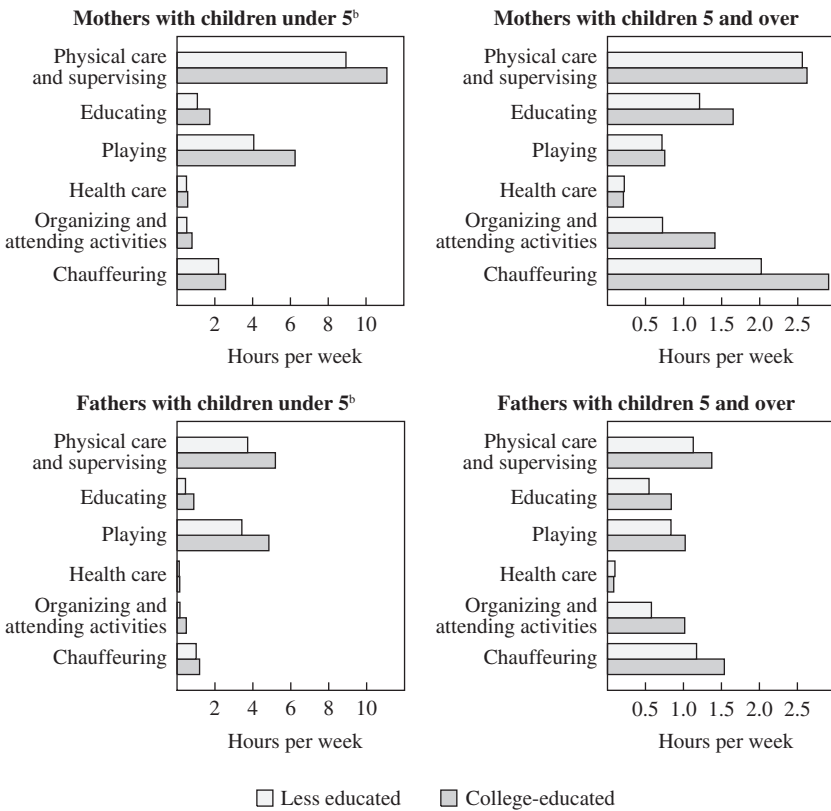 Mothers with children under 5ᵇ
Physical care
and supervising
Educating
Playing
Health care
Organizing and
attending activities
Chauffeuring
2 4 6 8 10
Hours per week
Mothers with children 5 and over
Physical care
and supervising
Educating
Playing
Health care
Organizing and
attending activities
Chauffeuring
0.5 1.0 1.5 2.0 2.5
Hours per week
Fathers with children under 5ᵇ
Physical care
and supervising
Educating
Playing
Health care
Organizing and
attending activities
Chauffeuring
2 4 6 8 10
Hours per week
Fathers with children 5 and over
Physical care
and supervising
Educating
Playing
Health care
Organizing and
attending activities
Chauffeuring
0.5 1.0 1.5 2.0 2.5
Hours per week
Less educated
College-educated